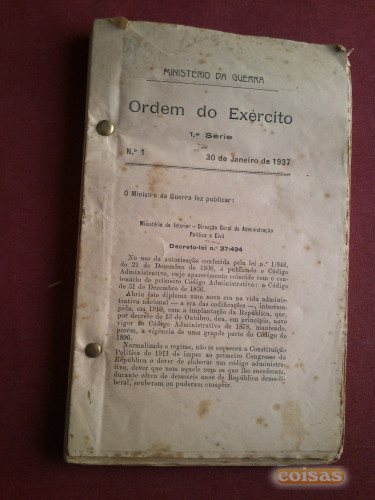 MINISTÉRIO DA GUERRA
Ordem do Exército
1.ª Série
N.º 1
30 de Janeiro de 1937
O Ministro da Guerra faz publicar:
Ministério do Interior — Direcção Geral de Administração
Política e Civil
Decreto-lei n.º 27:424
No uso da autorização conferida pela lei n.º 1:946,
de 21 de Dezembro de 1936, é publicado o Código
Administrativo, cujo aparecimento coincide com o cen-
tenário do primeiro Código Administrativo: o Código
de 31 de Dezembro de 1836.
Abriu êste diploma uma nova era na vida adminis-
trativa nacional — a era das codificações —, interrom-
pida, em 1910, com a implantação da República, que,
por decreto de 13 de Outubro, deu, em princípio, novo
vigor ao Código Administrativo de 1878, mantendo,
porém, a vigência de uma grande parte do Código de
1896.
Normalizando o regime, não se esqueceu a Constituição
Política de 1911 de impor ao primeiro Congresso da
República o dever de elaborar um código administra-
tivo, dever que nem aquele nem os que lhe sucederam,
durante cêrca de dezasseis anos de República demo-li-
beral, souberam ou puderam cumprir.
coisas